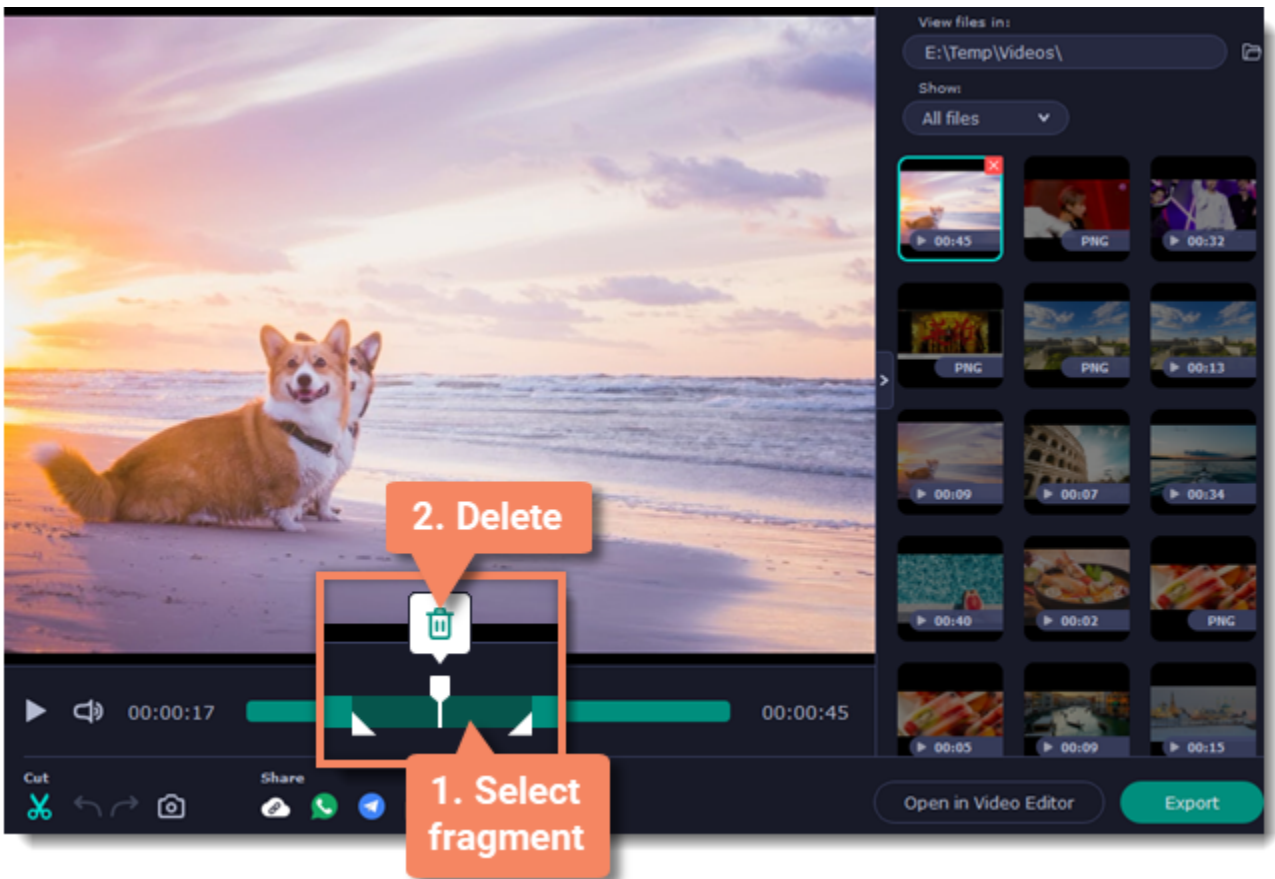 View files in:
E:\Temp\Videos\
Show:
All files
00:45
PNG
00:32
PNG
PNG
00:13
00:09
00:07
00:34
00:40
00:02
PNG
00:05
00:09
00:15
2. Delete
00:00:17
00:00:45
1. Select
fragment
Cut
Share
Open in Video Editor
Export